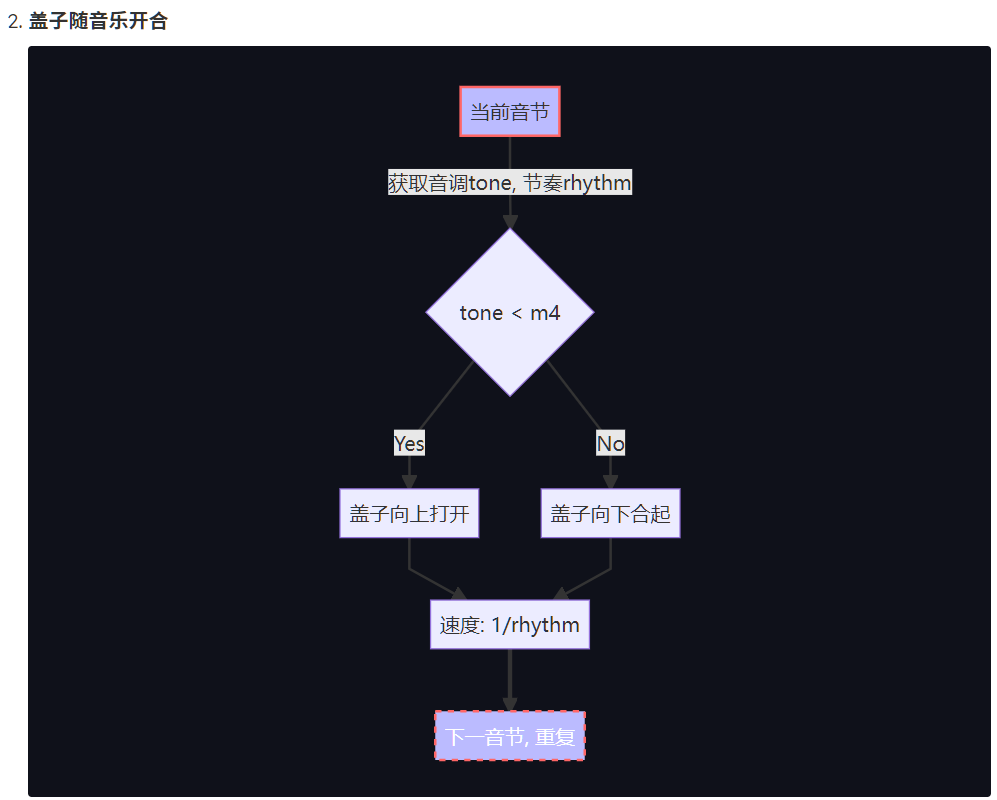 2. 盖子随音乐开合
当前音节
获取音调tone, 节奏rhythm
tone < m4
Yes
No
盖子向上打开
盖子向下合起
速度: 1/rhythm
下一音节, 重复